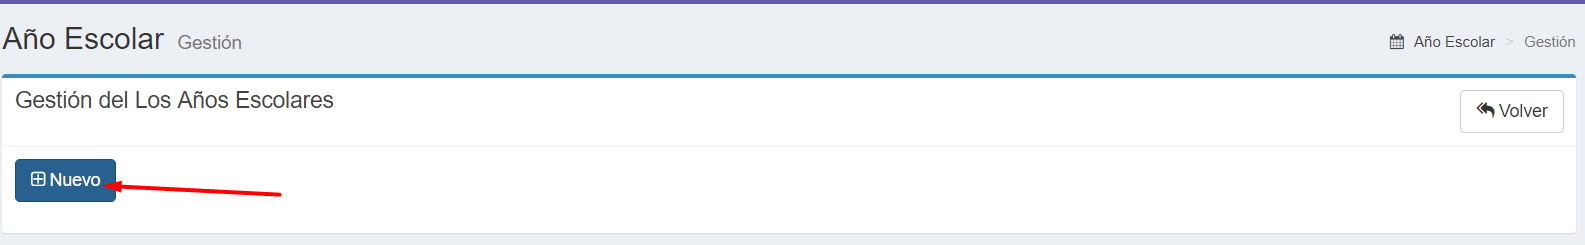 Año Escolar Gestión
Año Escolar > Gestión
Gestión del Los Años Escolares
Volver
Nuevo